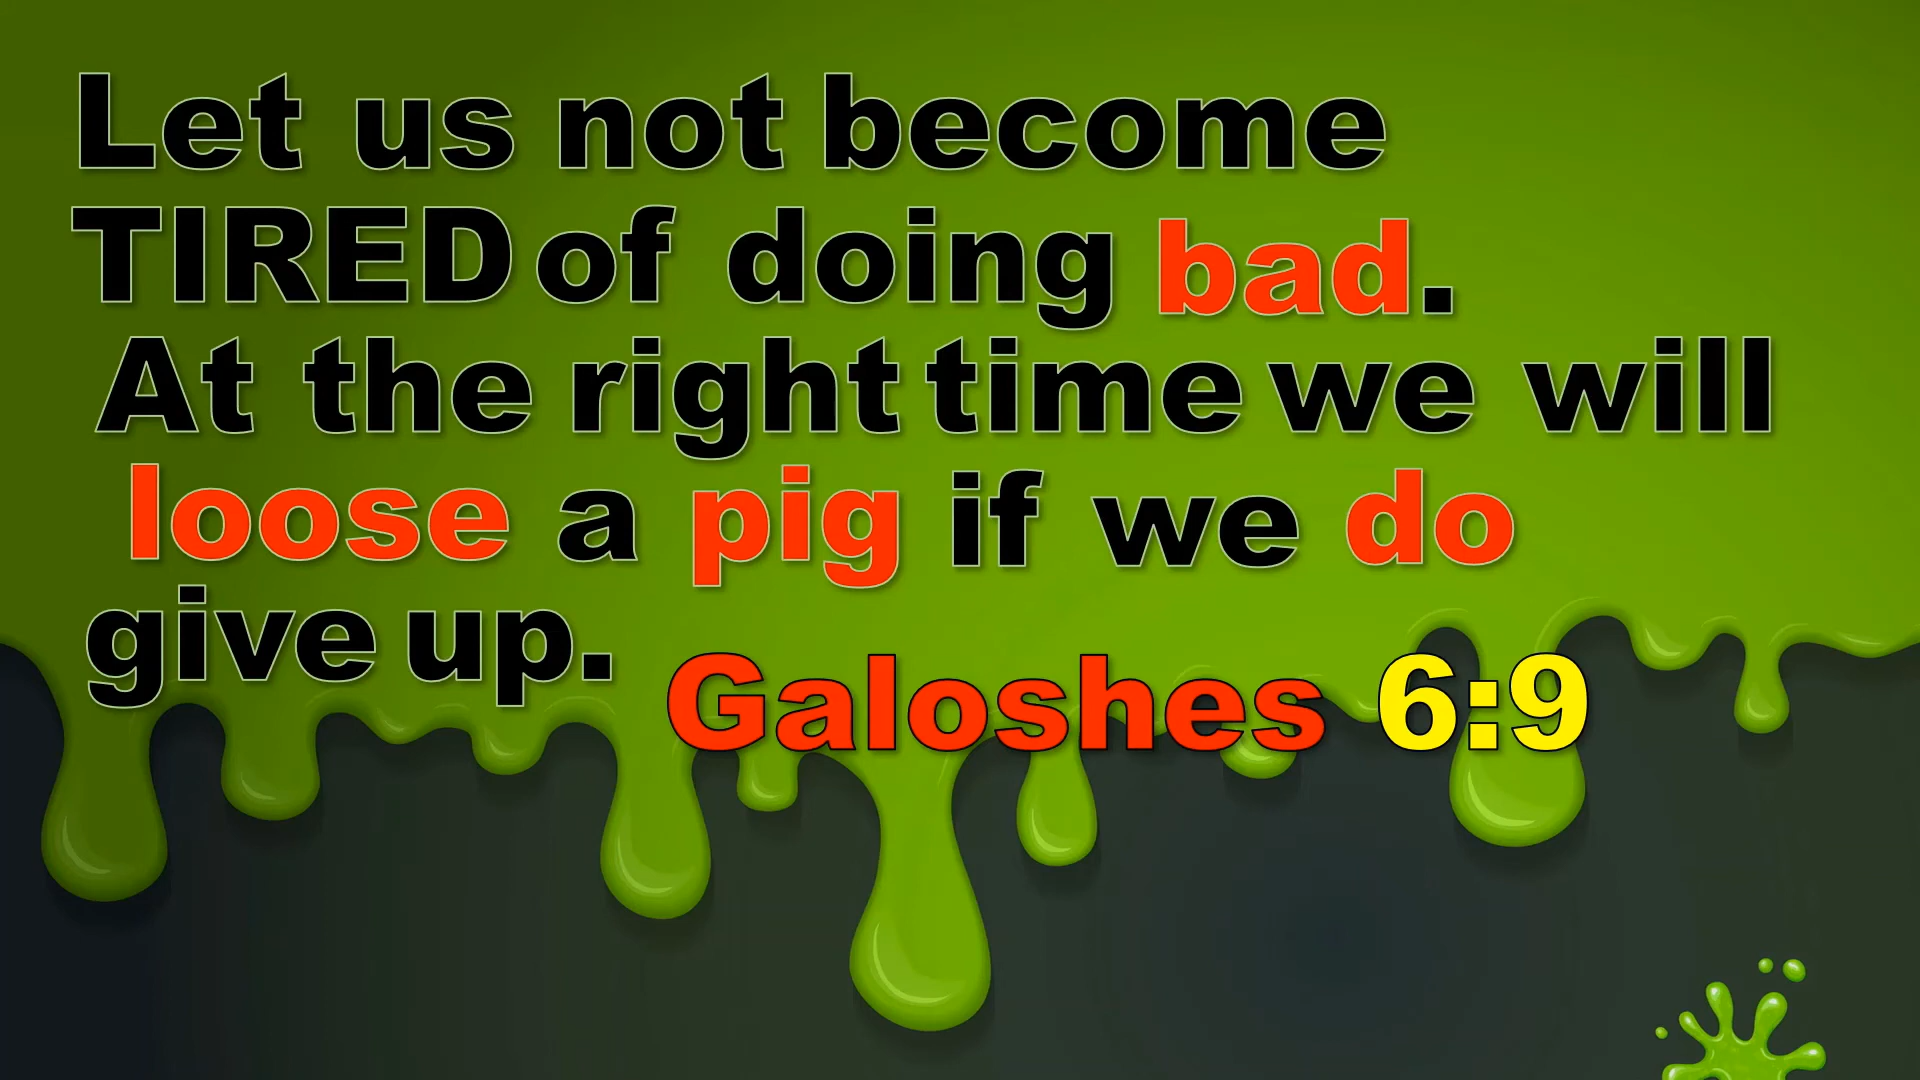 Let us not become
TIRED of doing bad.
At the right time we will
loose a pig if we do
give up.
Galoshes 6:9